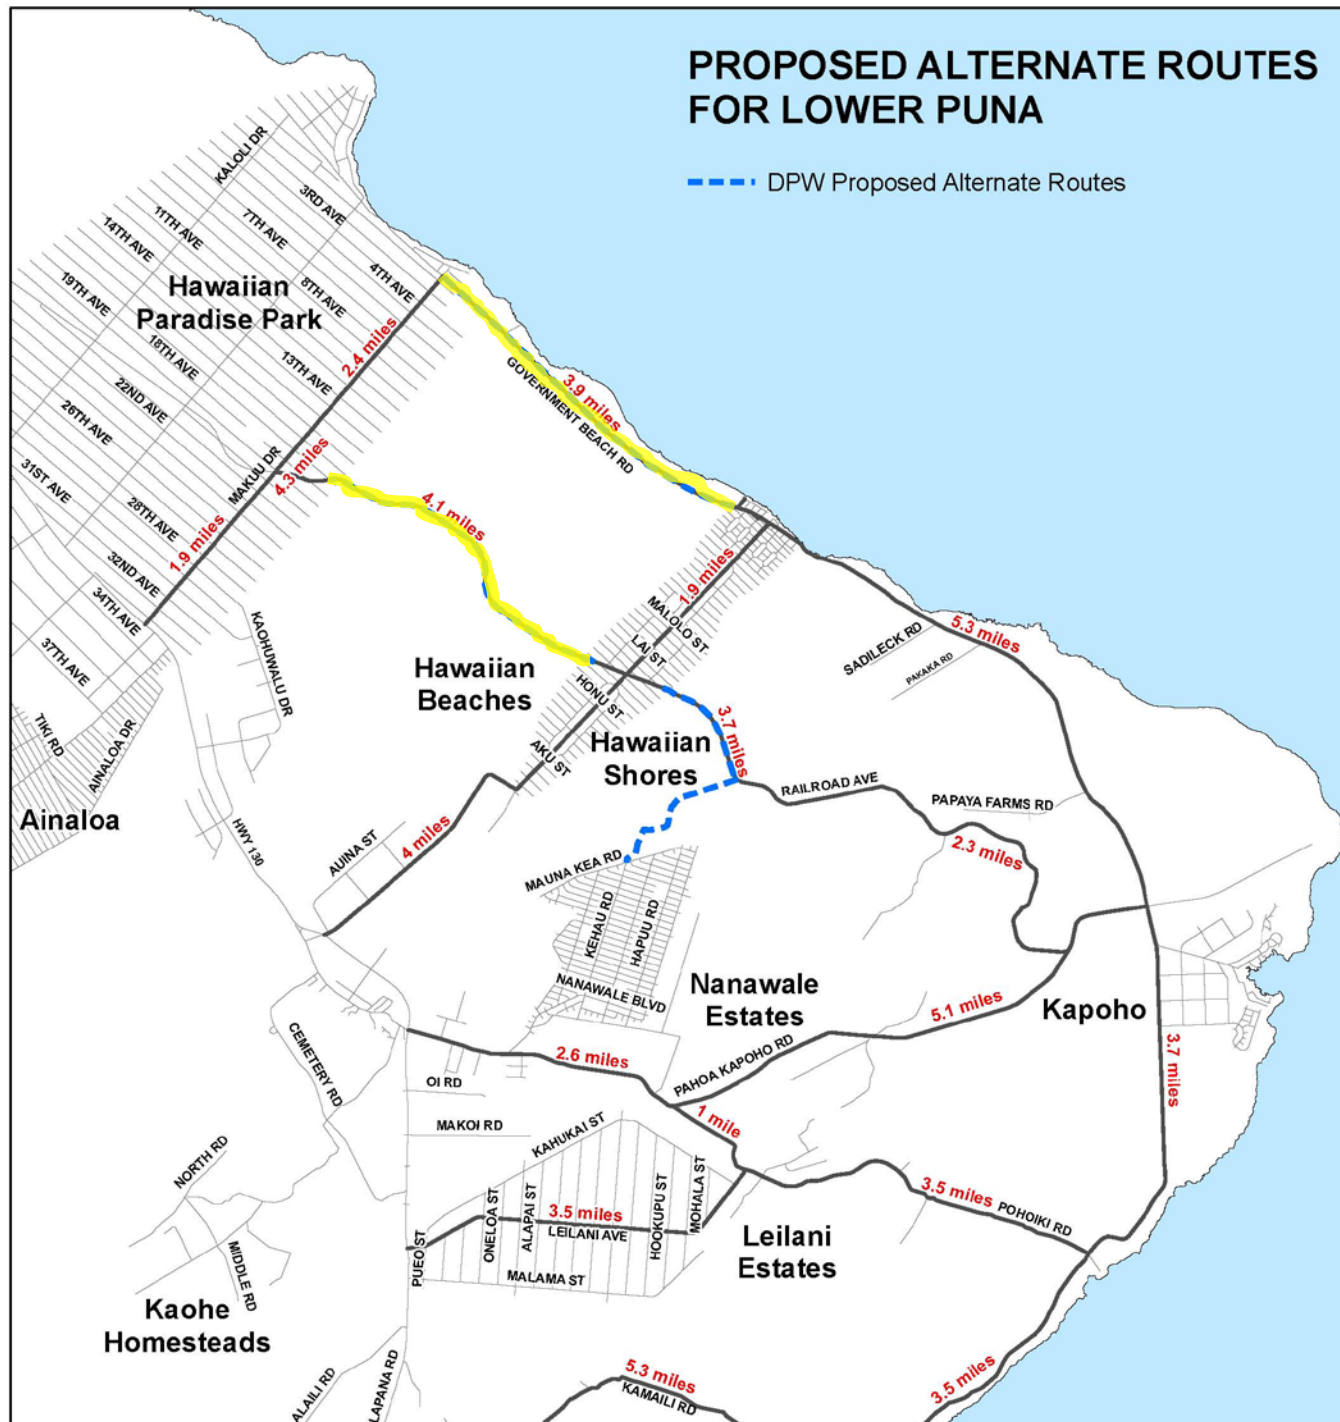 PROPOSED ALTERNATE ROUTES
FOR LOWER PUNA
DPW Proposed Alternate Routes
KALOLI DR
3RD AVE
11TH AVE
7TH AVE
14TH AVE
4TH AVE
19TH AVE
8TH AVE
Hawaiian
Paradise Park
2.4 miles
18TH AVE
13TH AVE
3.9 miles
GOVERNMENT BEACH RD
22ND AVE
26TH AVE
MAKUU DR
4.3 miles
31ST AVE
28TH AVE
1.9 miles
4.1 miles
32ND AVE
34TH AVE
37TH AVE
KAOHUWALU DR
1.9 miles
MALOLO ST
LAI ST
HONU ST
SADILECK RD
5.3 miles
PAKAKA RD
Hawaiian
Beaches
TIKI RD
AINALOA DR
AKU ST
Hawaiian
Shores
3.7 miles
RAILROAD AVE
PAPAYA FARMS RD
Ainaloa
HWY 130
AUINA ST
4 miles
2.3 miles
MAUNA KEA RD
KEHAU RD
HAPUU RD
NANAWALE BLVD
Nanawale
Estates
5.1 miles
Kapoho
CEMETERY RD
2.6 miles
PAHOA KAPOHO RD
3.7 miles
OI RD
MAKOI RD
1 mile
KAHUKAI ST
NORTH RD
MIDDLE RD
PUEO ST
ONELOA ST
ALAPAI ST
3.5 miles
LEILANI AVE
HOOKUPU ST
MOHALA ST
MALAMA ST
3.5 miles
POHOIKI RD
Leilani
Estates
Kaohe
Homesteads
ALAILI RD
LAPANA RD
5.3 miles
KAMAILI RD
3.5 miles